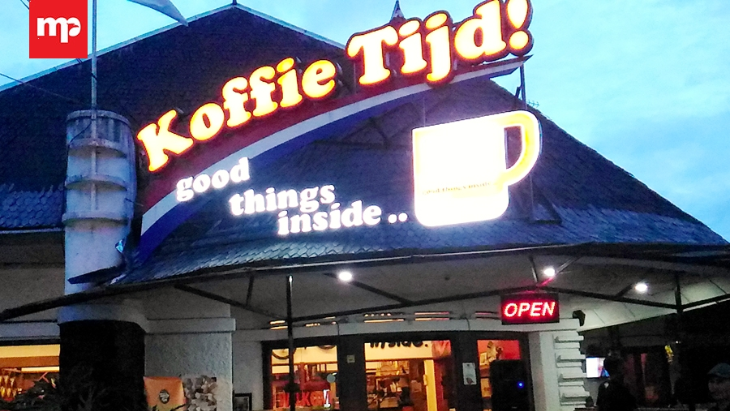 mp
Koffie Tijd!
good
things
inside..
OPEN
inside.